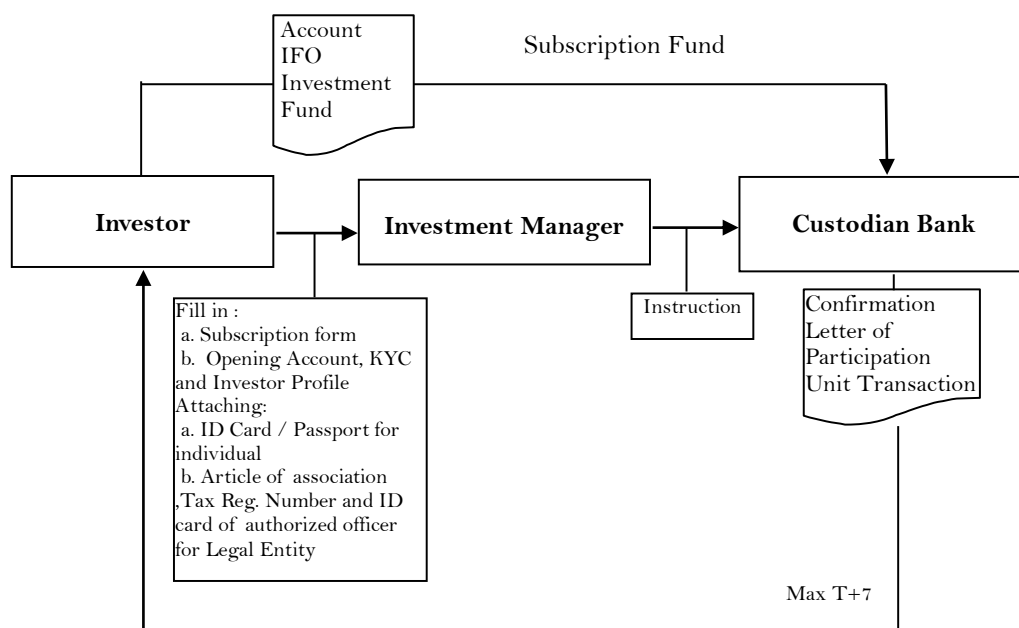 Account
IFO
Investment
Fund
Subscription Fund
Investor
Investment Manager
Custodian Bank
Fill in :
a. Subscription form
b. Opening Account, KYC
and Investor Profile
Attaching:
a. ID Card / Passport for
individual
b. Article of association
,Tax Reg. Number and ID
card of authorized officer
for Legal Entity
Instruction
Confirmation
Letter of
Participation
Unit Transaction
Max T+7